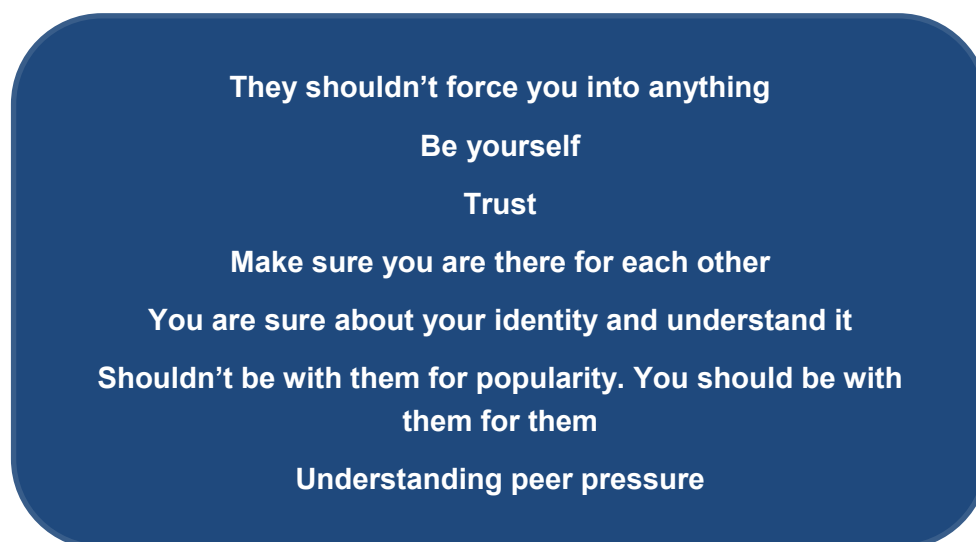 They shouldn’t force you into anything
Be yourself
Trust
Make sure you are there for each other
You are sure about your identity and understand it
Shouldn’t be with them for popularity. You should be with
them for them
Understanding peer pressure